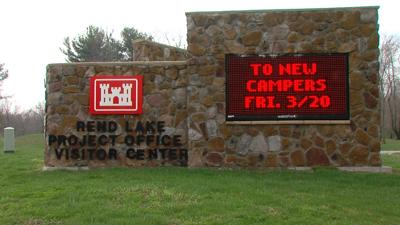 TO NEW
CAMPERS
FRI. 3/20
REND LAKE
PROJECT OFFICE
VISITOR CENTER